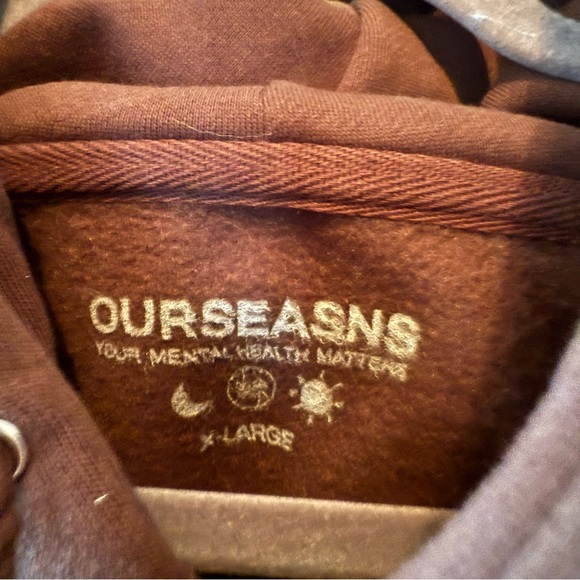 OURSEASNS
YOUR MENTAL HEALTH MATTERS
X-LARGE